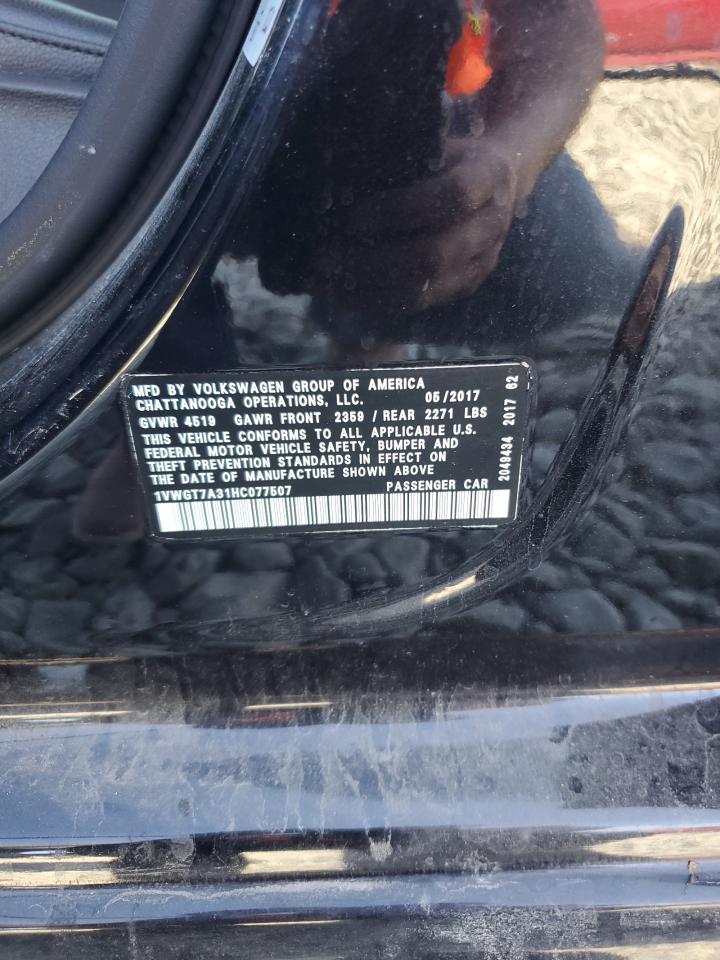 MFD BY VOLKSWAGEN GROUP OF AMERICA
CHATTANOOGA OPERATIONS, LLC. 05/2017
GVWR 4519 GAWR FRONT 2359 / REAR 2271 LBS
THIS VEHICLE CONFORMS TO ALL APPLICABLE U.S.
FEDERAL MOTOR VEHICLE SAFETY, BUMPER AND
THEFT PREVENTION STANDARDS IN EFFECT ON
THE DATE OF MANUFACTURE SHOWN ABOVE
1VWGT7A31HC077507 PASSENGER CAR
2049434 2017 62